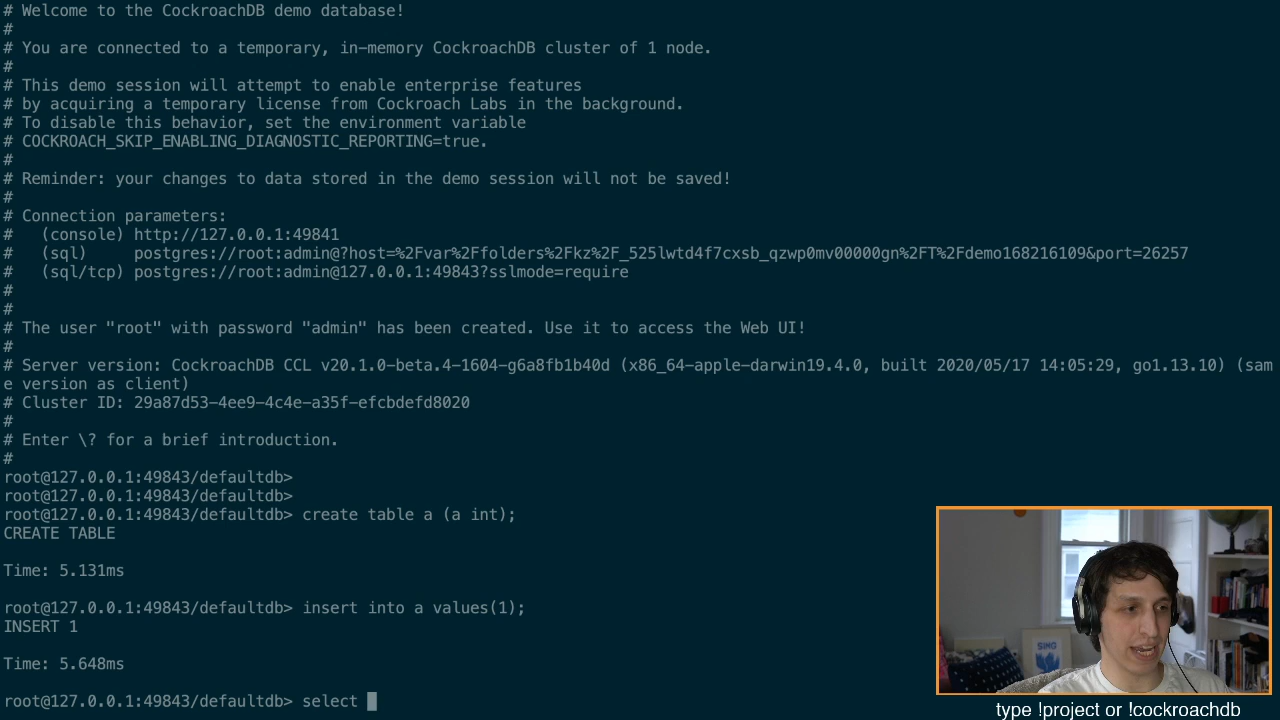 # Welcome to the CockroachDB demo database!
#
# You are connected to a temporary, in-memory CockroachDB cluster of 1 node.
#
# This demo session will attempt to enable enterprise features
# by acquiring a temporary license from Cockroach Labs in the background.
# To disable this behavior, set the environment variable
# COCKROACH_SKIP_ENABLING_DIAGNOSTIC_REPORTING=true.
#
# Reminder: your changes to data stored in the demo session will not be saved!
#
# Connection parameters:
#   (console) http://127.0.0.1:49841
#   (sql)     postgres://root:admin@?host=%2Fvar%2Ffolders%2Fkz%2F_525lwtd4f7cxsb_qzwp0mv00000gn%2FT%2Fdemo168216109&port=26257
#   (sql/tcp) postgres://root:admin@127.0.0.1:49843?sslmode=require
#
#
# The user "root" with password "admin" has been created. Use it to access the Web UI!
#
# Server version: CockroachDB CCL v20.1.0-beta.4-1604-g6a8fb1b40d (x86_64-apple-darwin19.4.0, built 2020/05/17 14:05:29, go1.13.10) (sam
e version as client)
# Cluster ID: 29a87d53-4ee9-4c4e-a35f-efcbdefd8020
#
# Enter \? for a brief introduction.
#
root@127.0.0.1:49843/defaultdb>
root@127.0.0.1:49843/defaultdb>
root@127.0.0.1:49843/defaultdb> create table a (a int);
CREATE TABLE
Time: 5.131ms
root@127.0.0.1:49843/defaultdb> insert into a values(1);
INSERT 1
Time: 5.648ms
root@127.0.0.1:49843/defaultdb> select
SING
type !project or !cockroachdb